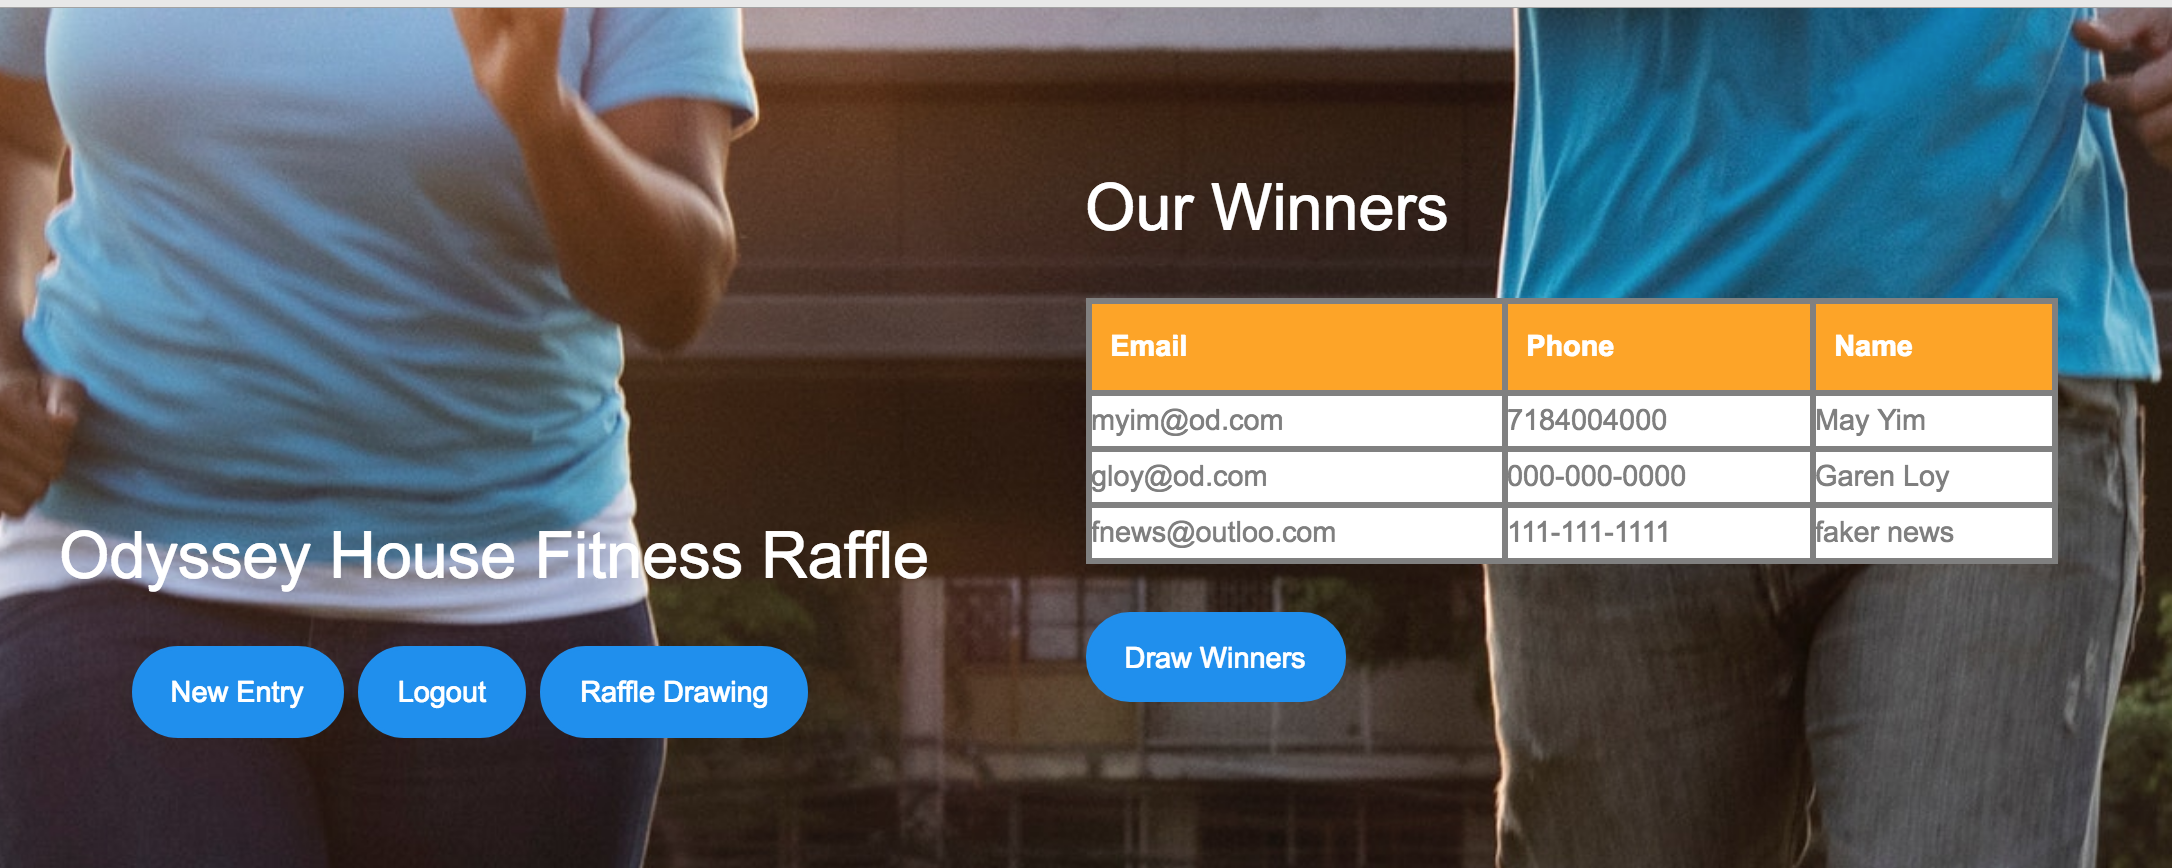 Our Winners
Email Phone Name
myim@od.com 7184004000 May Yim
gloy@od.com 000-000-0000 Garen Loy
fnews@outloo.com 111-111-1111 faker news
Draw Winners
Odyssey House Fitness Raffle
New Entry Logout Raffle Drawing